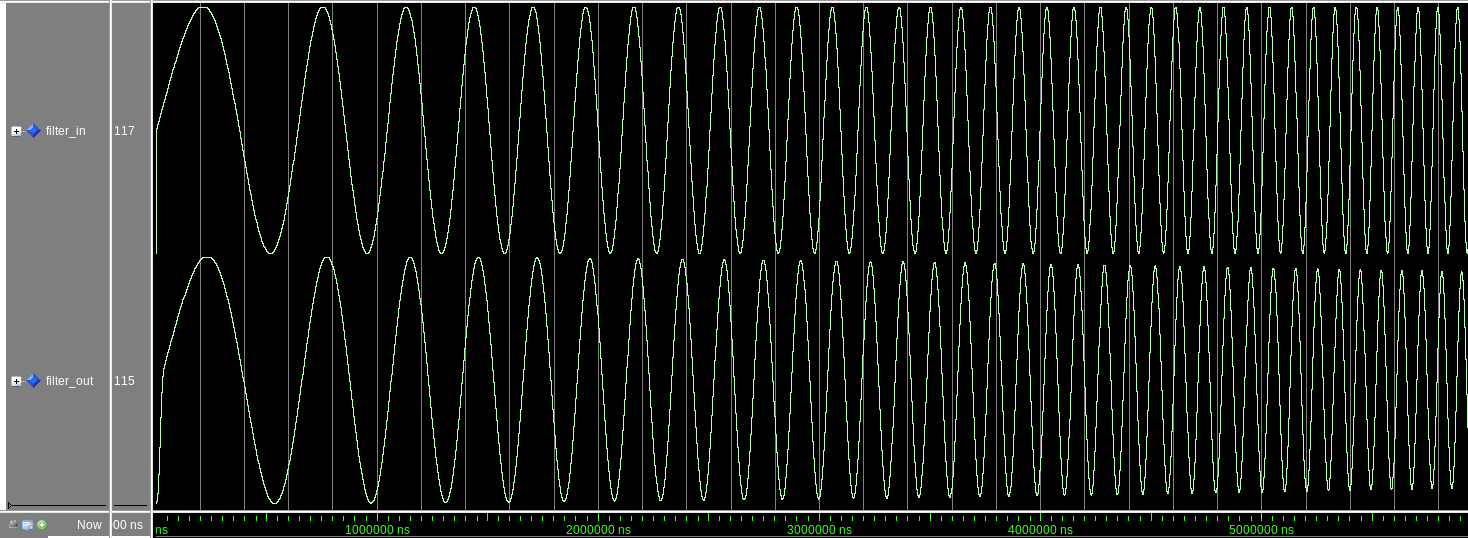 filter_in 117
filter_out 115
Now 00 ns
ns 1000000 ns 2000000 ns 3000000 ns 4000000 ns 5000000 ns